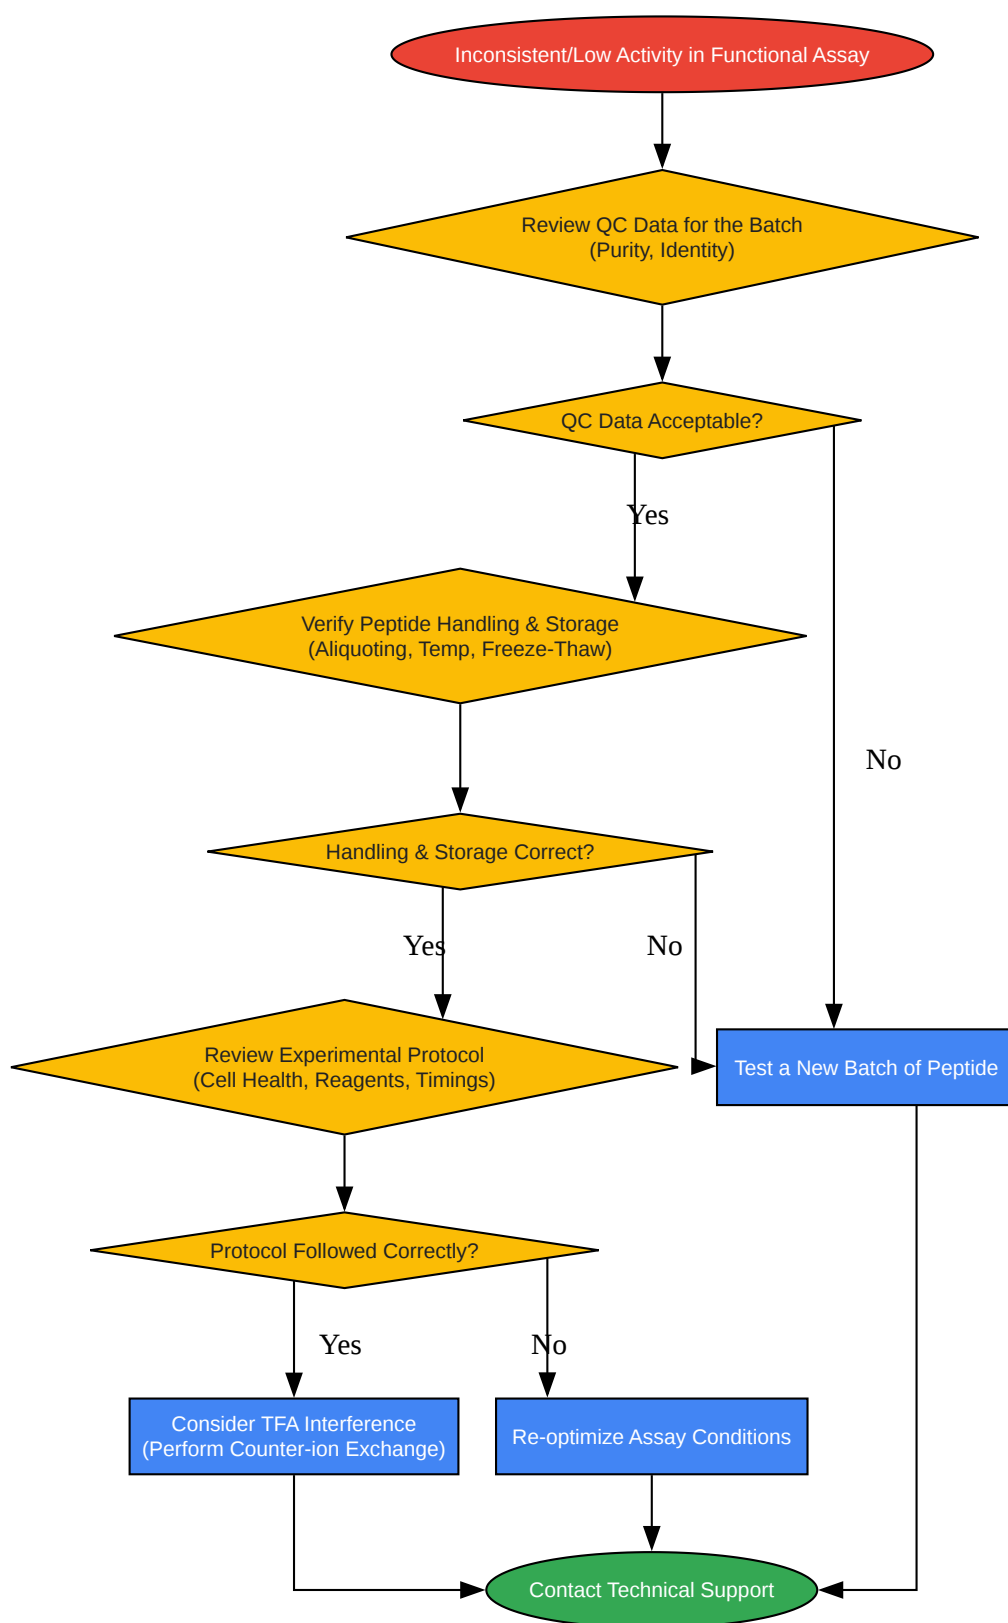 Inconsistent/Low Activity in Functional Assay
Review QC Data for the Batch
(Purity, Identity)
QC Data Acceptable?
Yes
Verify Peptide Handling & Storage
(Aliquoting, Temp, Freeze-Thaw)
No
Handling & Storage Correct?
Yes
No
Review Experimental Protocol
(Cell Health, Reagents, Timings)
Test a New Batch of Peptide
Protocol Followed Correctly?
Yes
No
Consider TFA Interference
(Perform Counter-ion Exchange)
Re-optimize Assay Conditions
Contact Technical Support